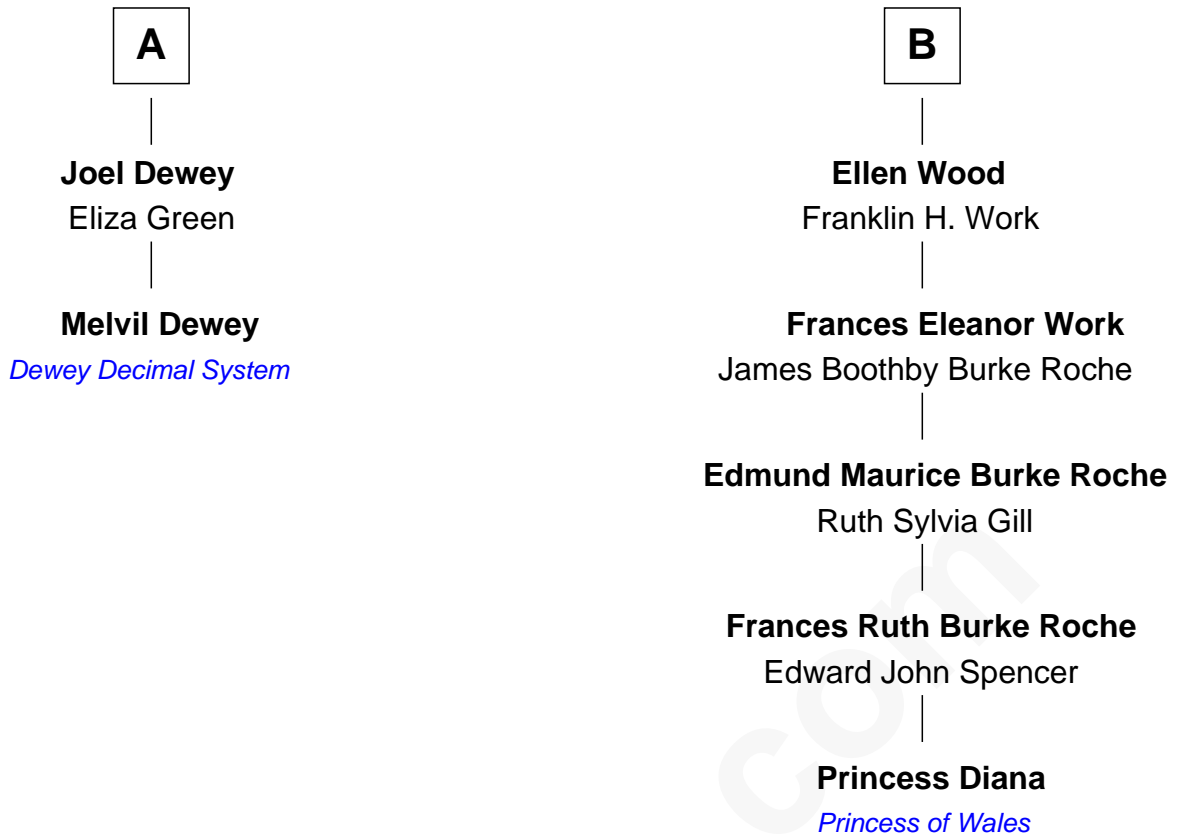 A
Joel Dewey
Eliza Green
Melvil Dewey
Dewey Decimal System
B
Ellen Wood
Franklin H. Work
Frances Eleanor Work
James Boothby Burke Roche
Edmund Maurice Burke Roche
Ruth Sylvia Gill
Frances Ruth Burke Roche
Edward John Spencer
Princess Diana
Princess of Wales
com